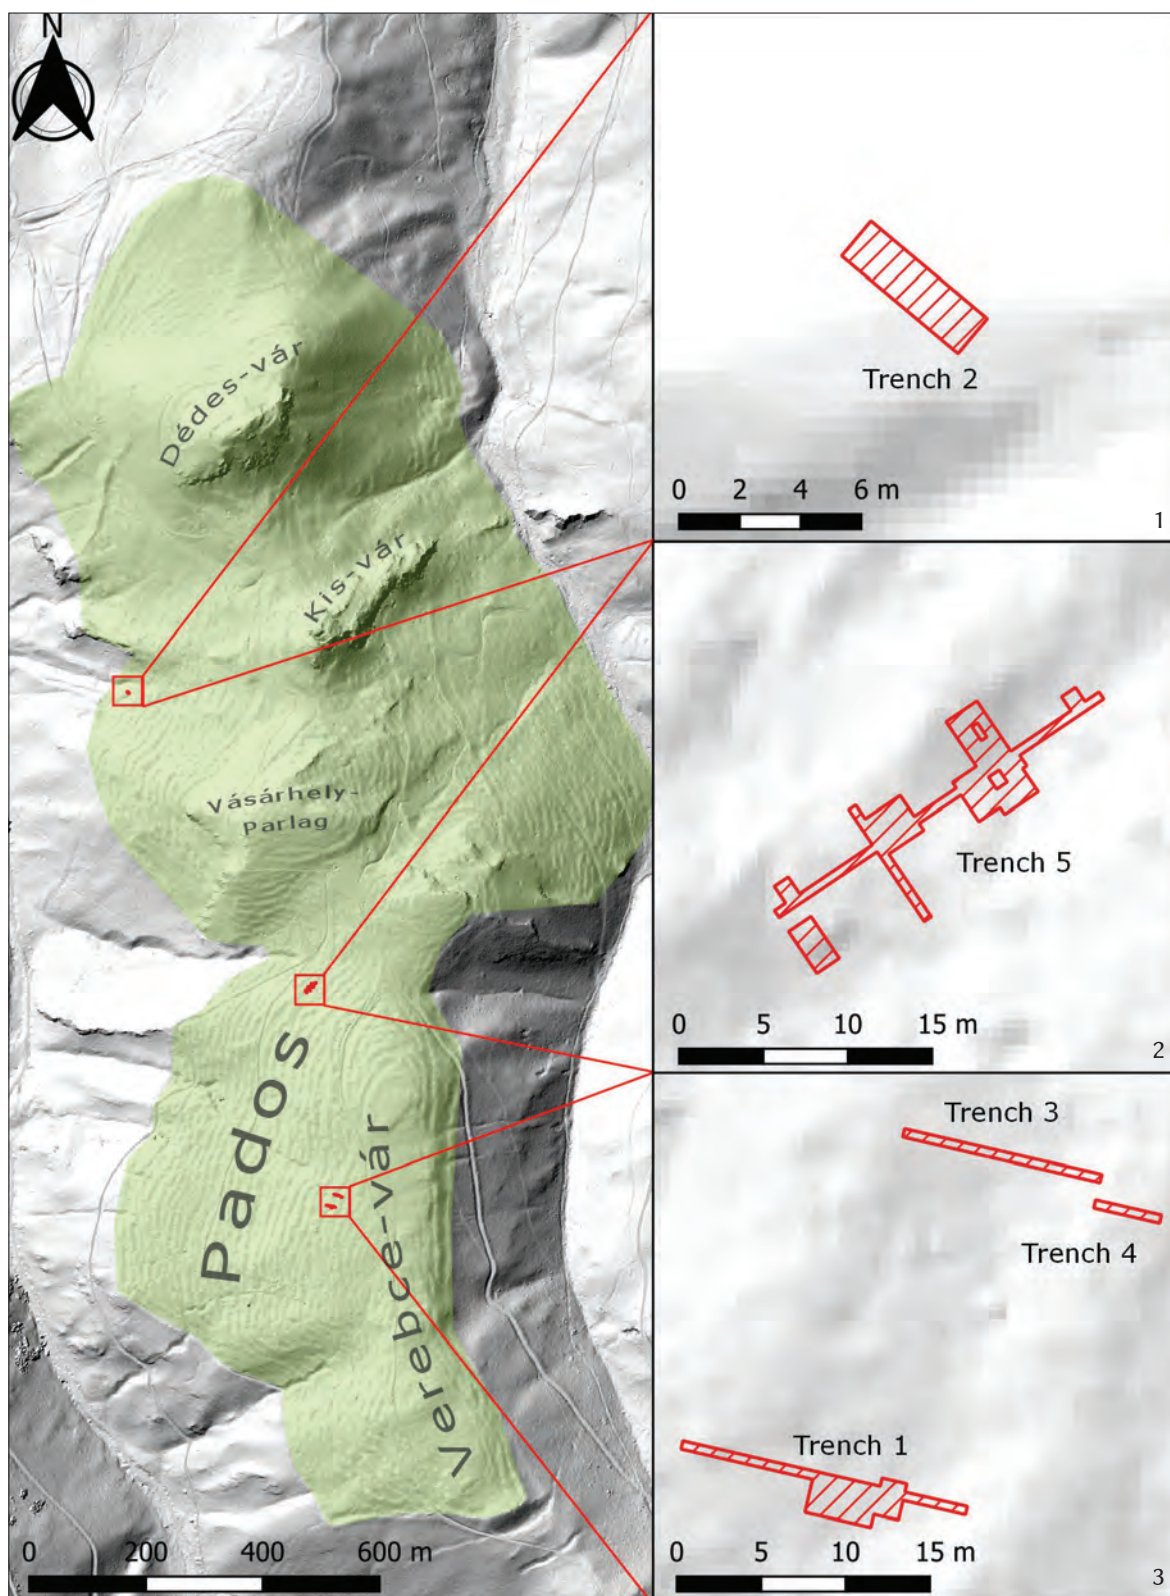 N
Dédes-vár
Kis-vár
Vásárhely-
Parlag
Pados
Verebce-vár
0 200 400 600 m
Trench 2
0 2 4 6 m
1
Trench 5
0 5 10 15 m
2
Trench 3
Trench 4
Trench 1
0 5 10 15 m
3